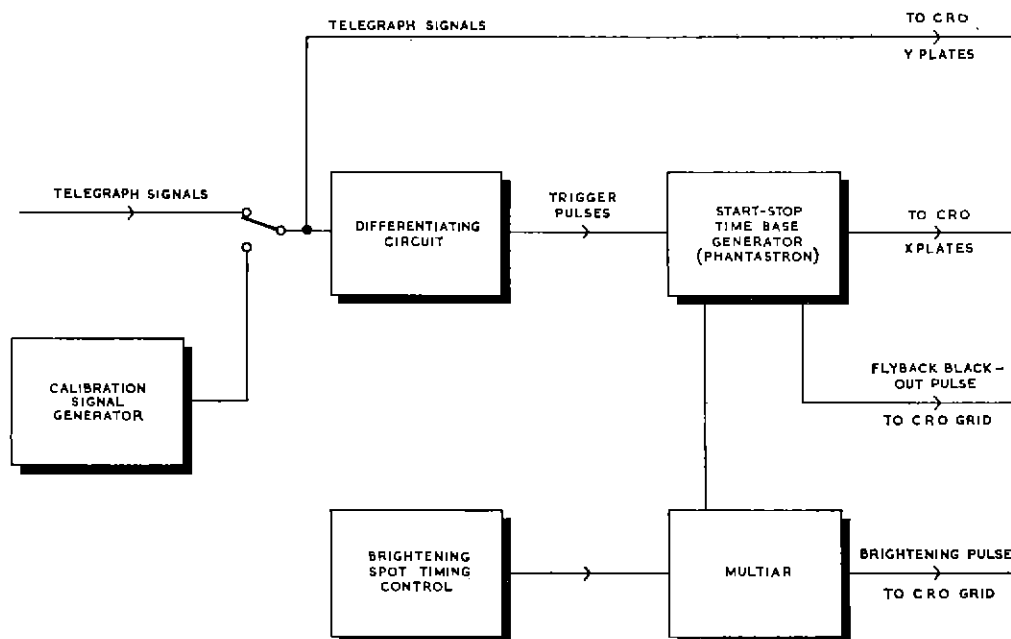 TELEGRAPH SIGNALS
TO CRO
Y PLATES
TELEGRAPH SIGNALS
DIFFERENTIATING
CIRCUIT
TRIGGER
PULSES
START-STOP
TIME BASE
GENERATOR
(PHANTASTRON)
TO CRO
X PLATES
CALIBRATION
SIGNAL
GENERATOR
FLYBACK BLACK-
OUT PULSE
TO CRO GRID
BRIGHTENING
SPOT TIMING
CONTROL
MULTIAR
BRIGHTENING PULSE
TO CRO GRID